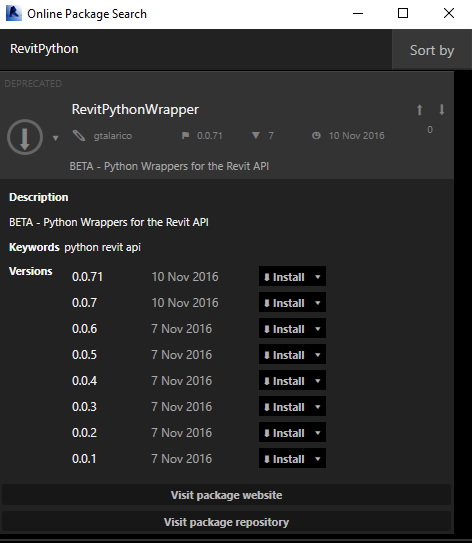 Online Package Search
RevitPython
Sort by
DEPRECATED
RevitPythonWrapper
gtalarico 0.0.71 7 10 Nov 2016 0
BETA - Python Wrappers for the Revit API
Description
BETA - Python Wrappers for the Revit API
Keywords python revit api
Versions 0.0.71 10 Nov 2016 Install
0.0.7 10 Nov 2016 Install
0.0.6 7 Nov 2016 Install
0.0.5 7 Nov 2016 Install
0.0.4 7 Nov 2016 Install
0.0.3 7 Nov 2016 Install
0.0.2 7 Nov 2016 Install
0.0.1 7 Nov 2016 Install
Visit package website
Visit package repository